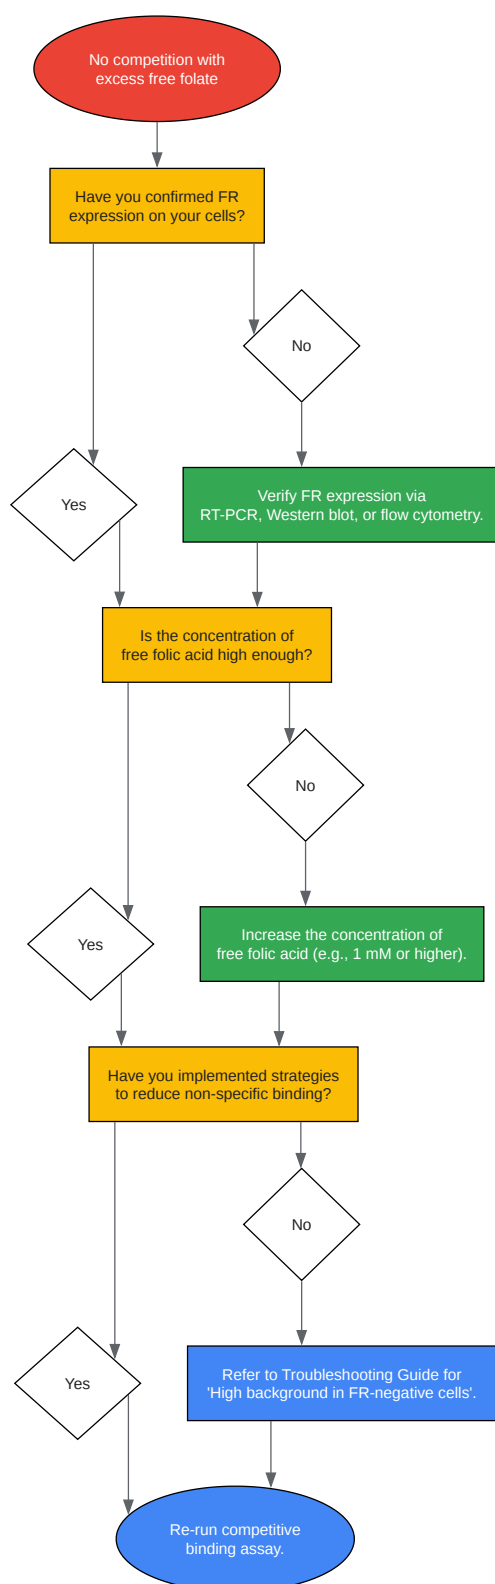 No competition with
excess free folate
Have you confirmed FR
expression on your cells?
No
Yes
Verify FR expression via
RT-PCR, Western blot, or flow cytometry.
Is the concentration of
free folic acid high enough?
No
Yes
Increase the concentration of
free folic acid (e.g., 1 mM or higher).
Have you implemented strategies
to reduce non-specific binding?
No
Yes
Refer to Troubleshooting Guide for
'High background in FR-negative cells'.
Re-run competitive
binding assay.